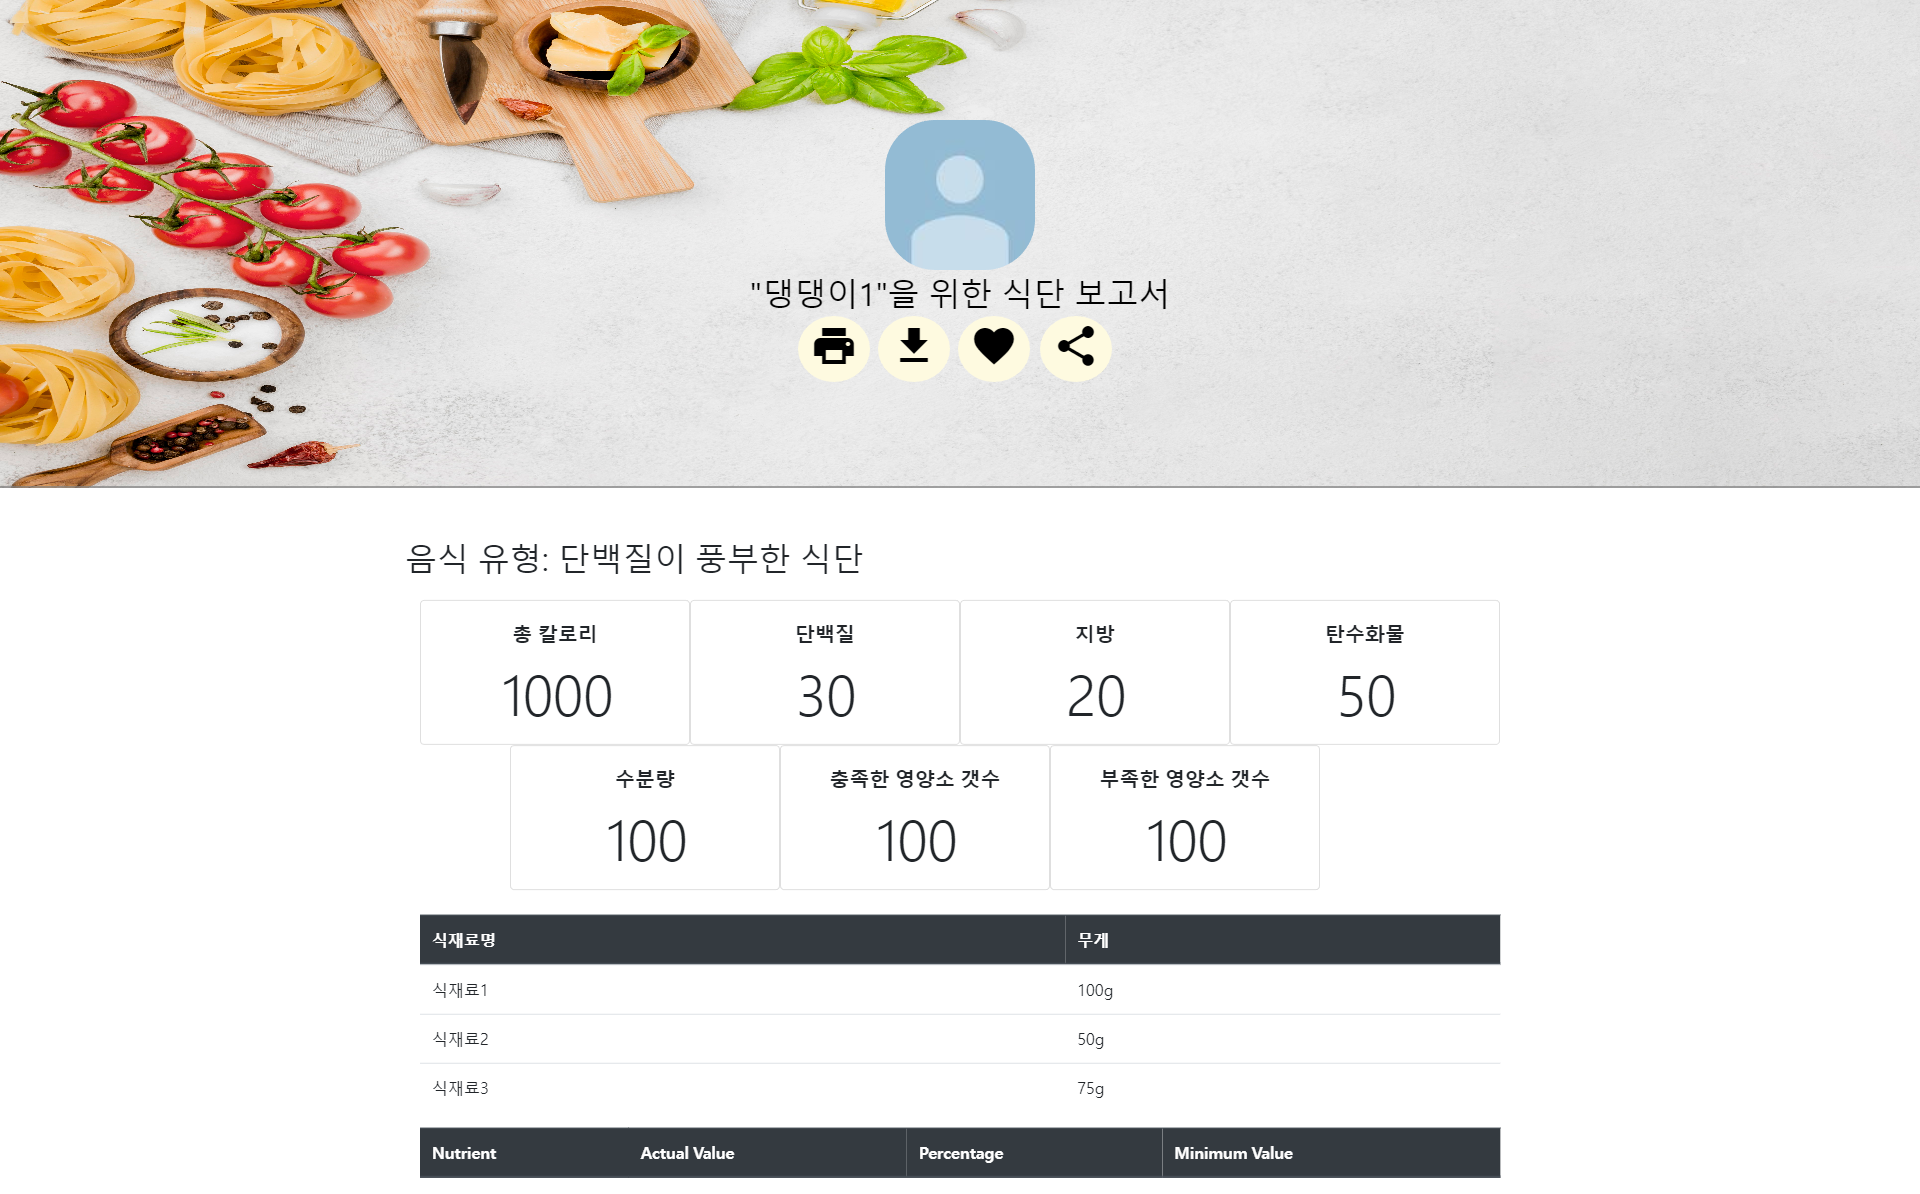 "댕댕이1"을 위한 식단 보고서
음식 유형: 단백질이 풍부한 식단
총 칼로리 단백질 지방 탄수화물
1000 30 20 50
수분량 충족한 영양소 갯수 부족한 영양소 갯수
100 100 100
식재료명 무게
식재료1 100g
식재료2 50g
식재료3 75g
Nutrient Actual Value Percentage Minimum Value